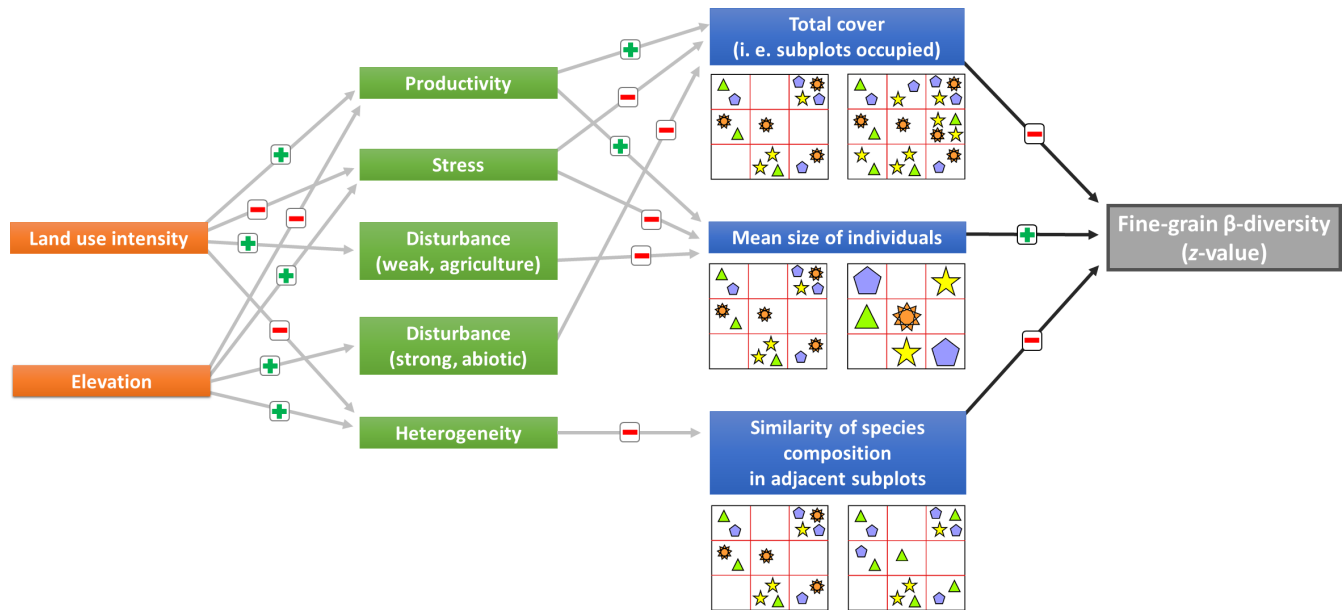 Total cover
(i. e. subplots occupied)
Productivity
Stress
Land use intensity
Disturbance
(weak, agriculture)
Mean size of individuals
Fine-grain β-diversity
(z-value)
Disturbance
(strong, abiotic)
Elevation
Heterogeneity
Similarity of species
composition
in adjacent subplots